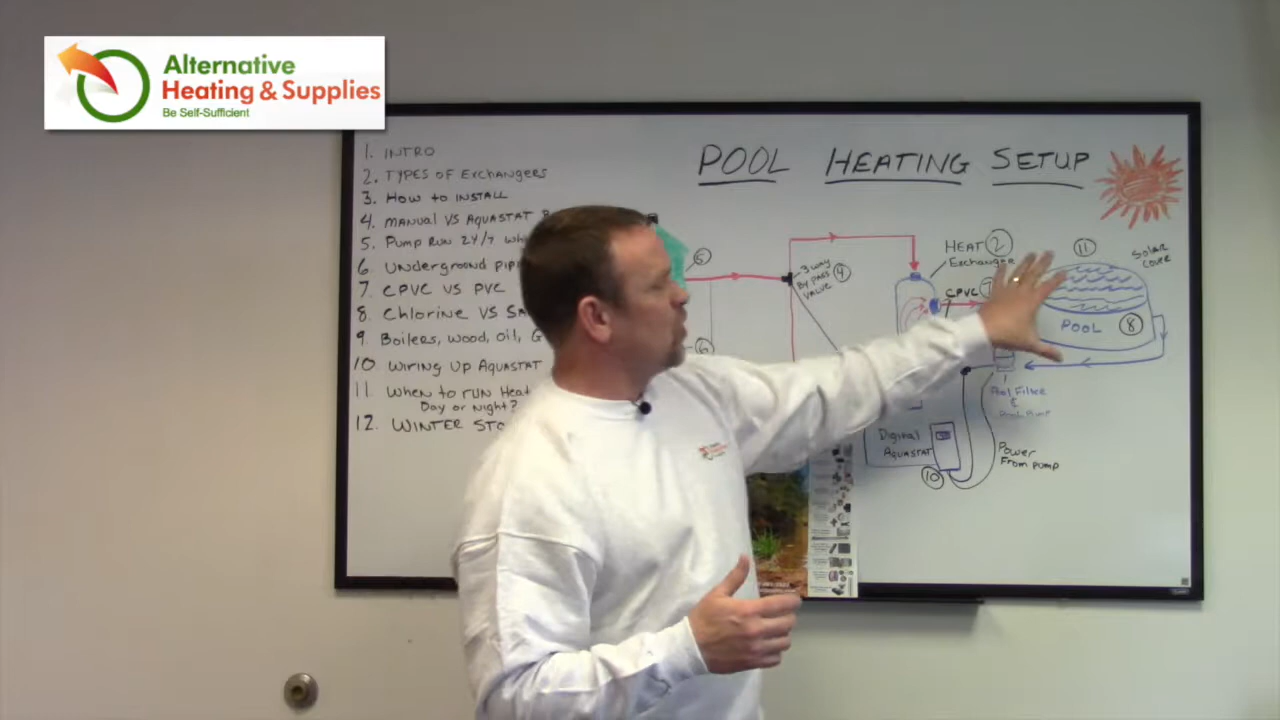 Alternative
Heating & Supplies
Be Self-Sufficient
POOL HEATING SETUP
1. INTRO
2. TYPES OF EXCHANGERS
3. HOW TO INSTALL
4. MANUAL VS AQUASTAT
5. PUMP RUN 24/7
6. UNDERGROUND
7. CPVC VS PVC
8. CHLORINE VS
9. Boilers, wood, oil,
10. WIRING UP AQUASTAT
11. WHEN TO RUN
Day or Night?
12. WINTER
5
6
3 WAY
BY PASS
VALVE
4
HEAT 2
Exchanger
CPVC
11
Solar
Cover
POOL
8
Pool Filter
&
Digital
AQUASTAT
10
Power
From pump